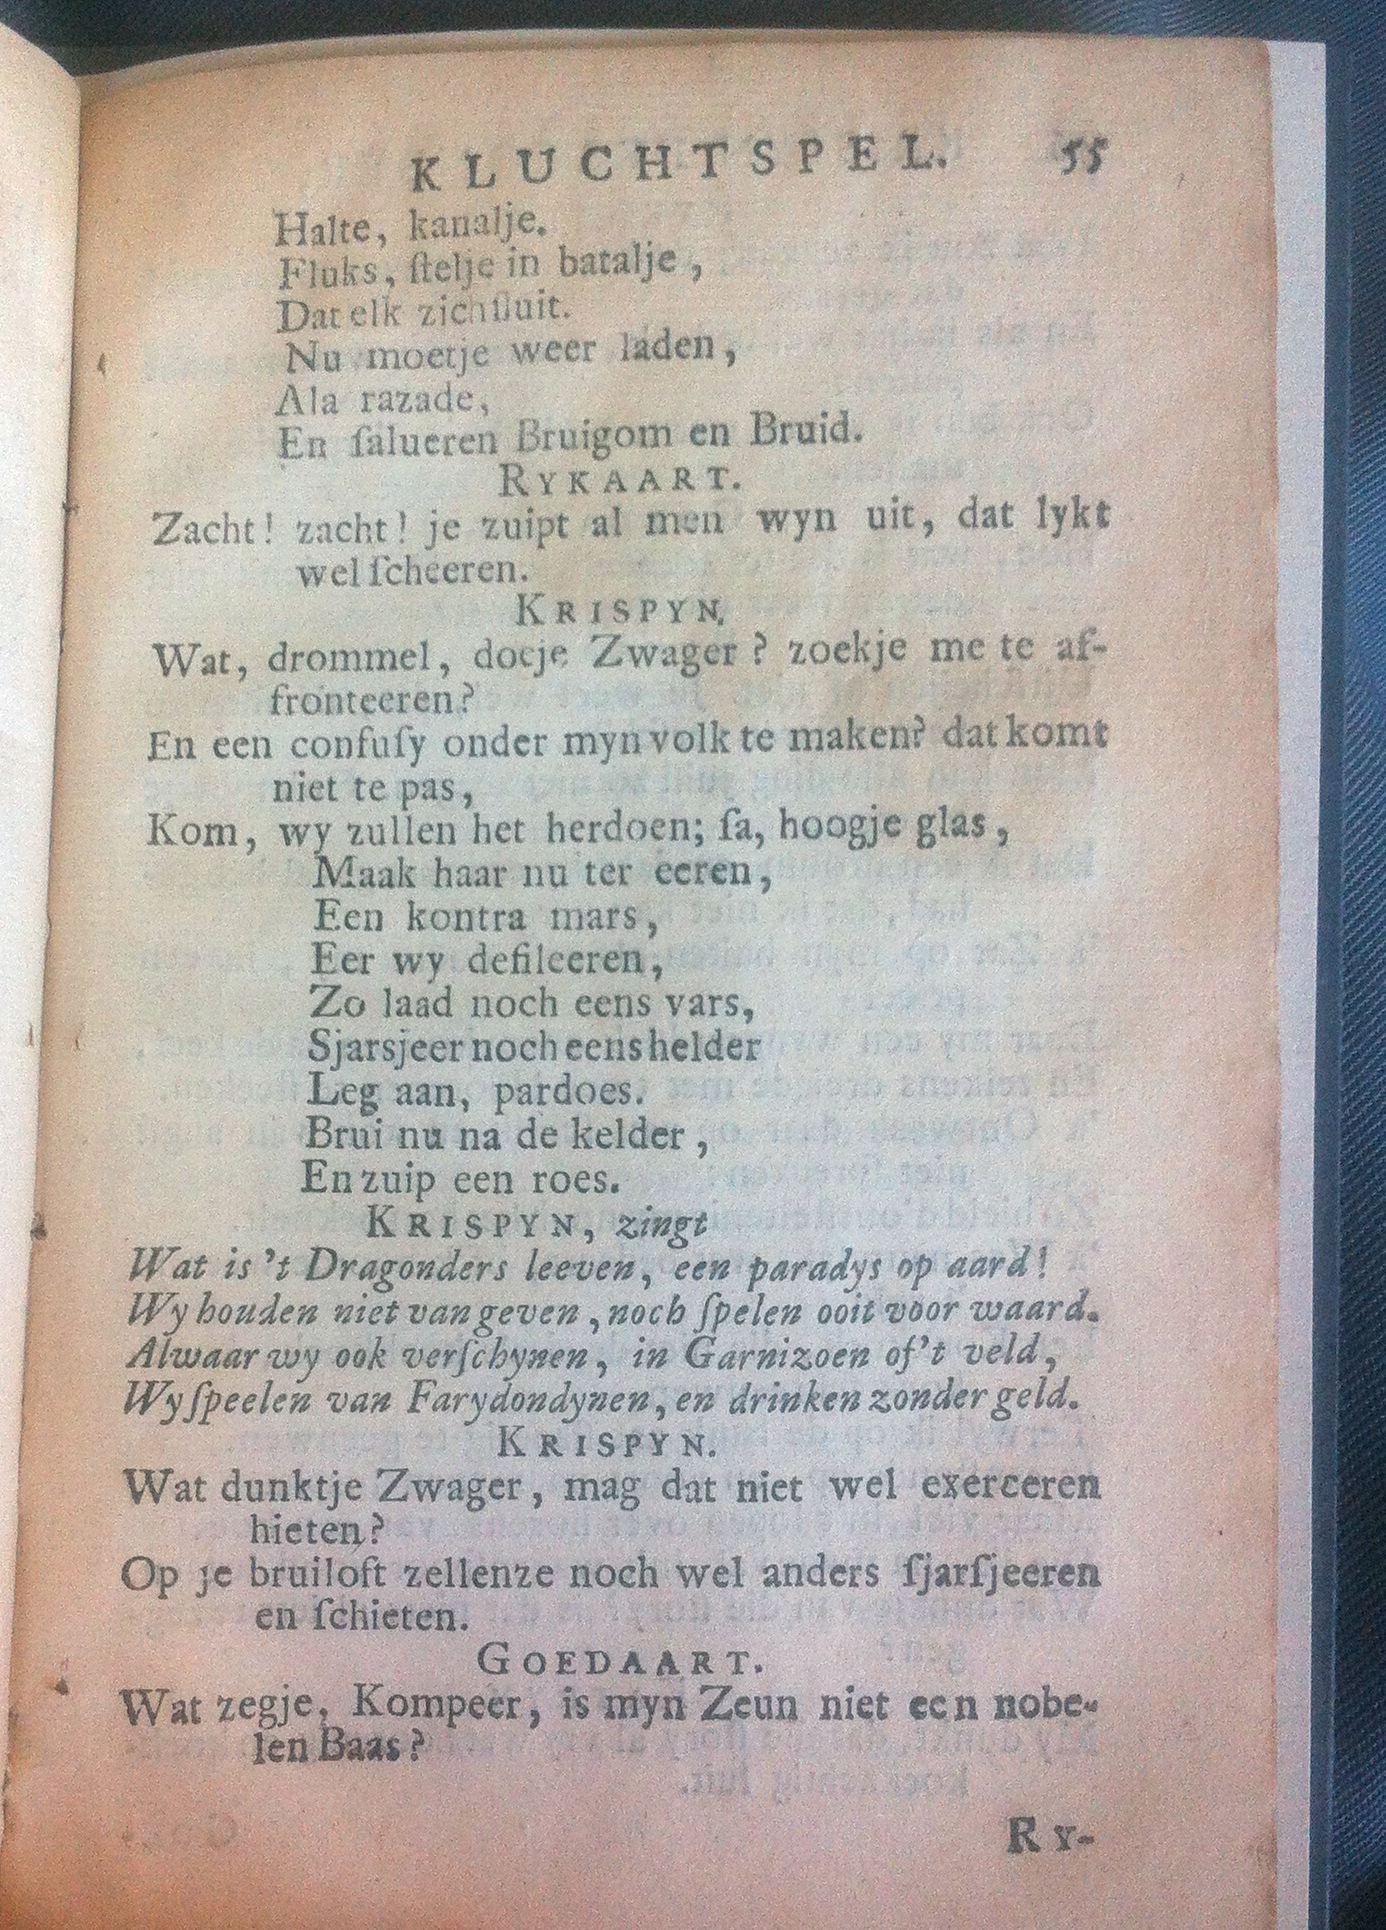 KLUCHTSPEL. 55
Halte, kanalje.
Fluks, ſtelje in batalje,
Dat elk zich ſluit.
Nu moetje weer laden,
Ala razade,
En ſalueren Bruigom en Bruid.
RYKAART.
Zacht! zacht! je zuipt al men wyn uit, dat lykt
wel ſcheeren.
KRISPYN.
Wat, drommel, doeje Zwager? zoekje me te af-
fronteeren?
En een confuſy onder myn volk te maken? dat komt
niet te pas,
Kom, wy zullen het herdoen; ſa, hoogje glas,
Maak haar nu ter eeren,
Een kontra mars,
Eer wy defileeren,
Zo laad noch eens vars,
Sjarsjeer noch eens helder
Leg aan, pardoes.
Brui nu na de kelder,
En zuip een roes.
KRISPYN, zingt
Wat is 't Dragonders leeven, een paradys op aard!
Wy houden niet van geven, noch ſpelen ooit voor waard.
Alwaar wy ook verſchynen, in Garnizoen of 't veld,
Wy ſpeelen van Farydondynen, en drinken zonder geld.
KRISPYN.
Wat dunktje Zwager, mag dat niet wel exerceren
hieten?
Op je bruiloft zellenze noch wel anders ſjarſjeeren
en ſchieten.
GOEDAART.
Wat zegje, Kompeer, is myn Zeun niet een nobe-
len Baas?
RY-